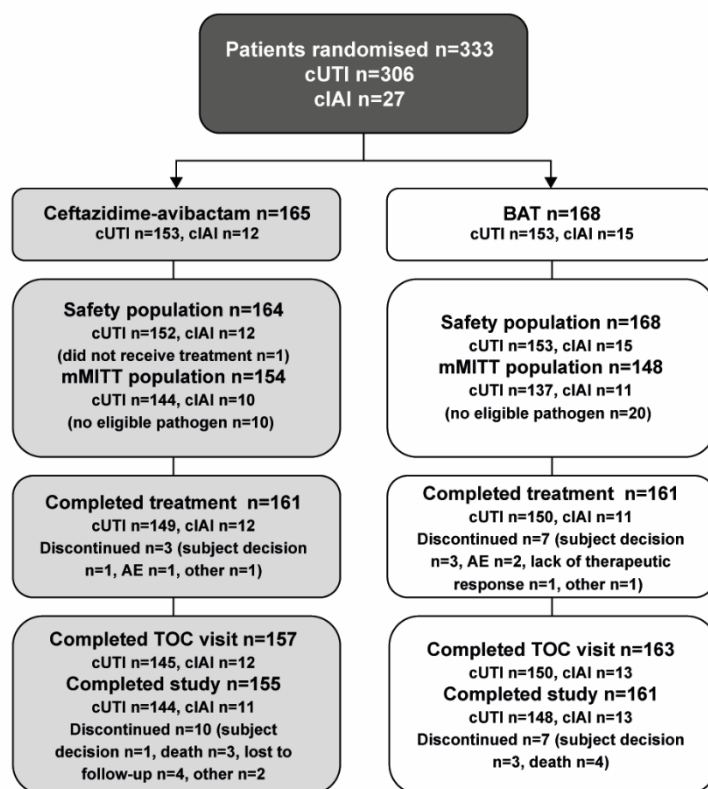 Patients randomised n=333
cUTI n=306
cIAI n=27
Ceftazidime-avibactam n=165
cUTI n=153, cIAI n=12
BAT n=168
cUTI n=153, cIAI n=15
Safety population n=164
cUTI n=152, cIAI n=12
(did not receive treatment n=1)
mMITT population n=154
cUTI n=144, cIAI n=10
(no eligible pathogen n=10)
Safety population n=168
cUTI n=153, cIAI n=15
mMITT population n=148
cUTI n=137, cIAI n=11
(no eligible pathogen n=20)
Completed treatment n=161
cUTI n=149, cIAI n=12
Discontinued n=3 (subject decision
n=1, AE n=1, other n=1)
Completed treatment n=161
cUTI n=150, cIAI n=11
Discontinued n=7 (subject decision
n=3, AE n=2, lack of therapeutic
response n=1, other n=1)
Completed TOC visit n=157
cUTI n=145, cIAI n=12
Completed study n=155
cUTI n=144, cIAI n=11
Discontinued n=10 (subject
decision n=1, death n=3, lost to
follow-up n=4, other n=2
Completed TOC visit n=163
cUTI n=150, cIAI n=13
Completed study n=161
cUTI n=148, cIAI n=13
Discontinued n=7 (subject decision
n=3, death n=4)